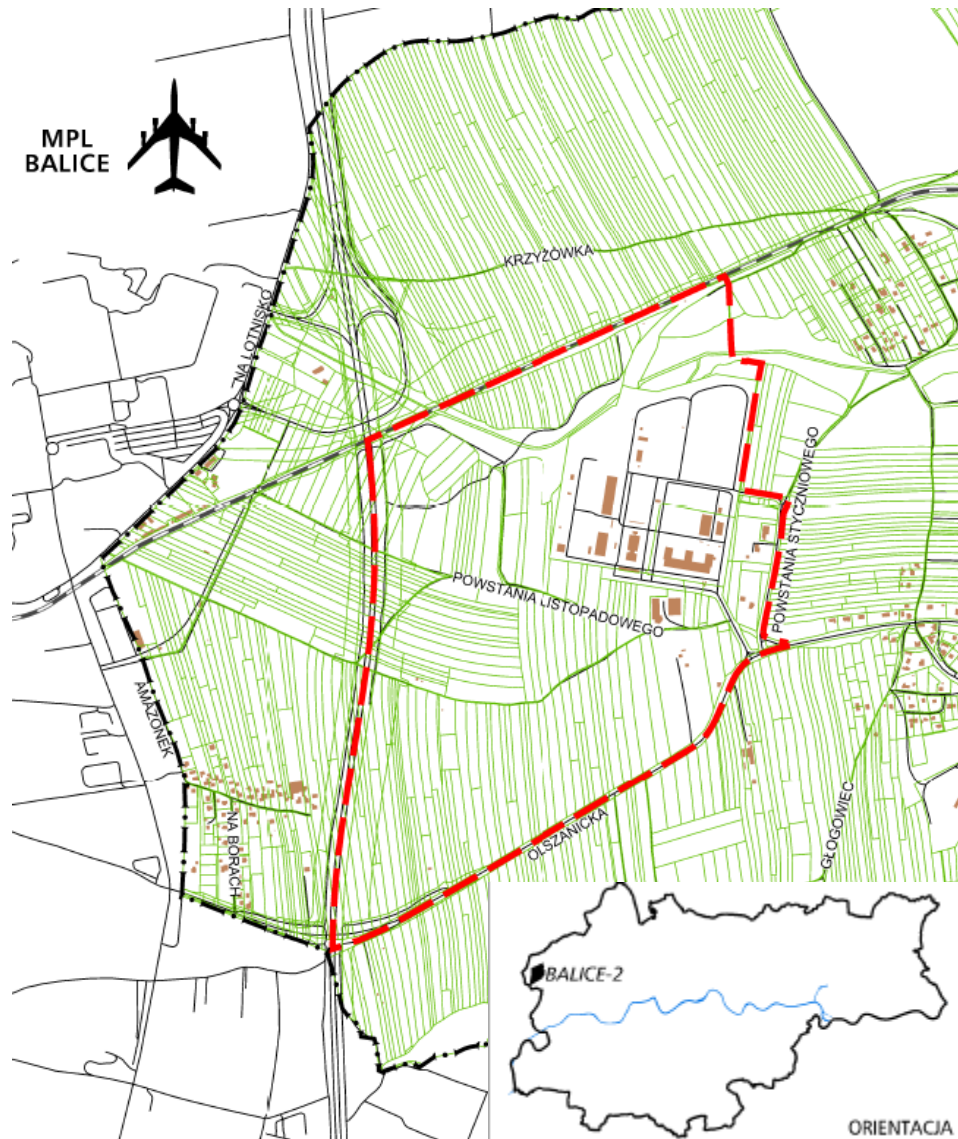 MPL
BALICE
KRZYŻÓWKA
NA LOTNISKO
POWSTANIA STYCZNIOWEGO
POWSTANIA LISTOPADOWEGO
AMAZONEK
NA BORACH
OLSZANICKA
GŁOGOWIEC
BALICE-2
ORIENTACJA